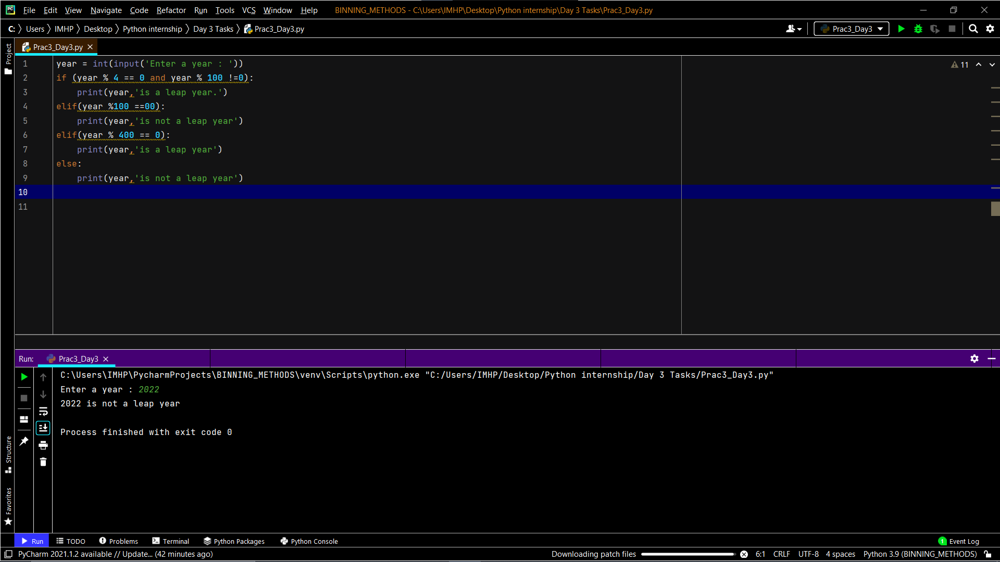 File Edit View Navigate Code Refactor Run Tools VCS Window Help BINNING_METHODS - C:\Users\IMHP\Desktop\Python internship\Day 3 Tasks\Prac3_Day3.py
C: Users IMHP Desktop Python internship Day 3 Tasks Prac3_Day3.py Prac3_Day3
Project
Prac3_Day3.py
11
1 year = int(input('Enter a year : '))
2 if (year % 4 == 0 and year % 100 !=0):
3     print(year,'is a leap year.')
4 elif(year %100 ==00):
5     print(year,'is not a leap year')
6 elif(year % 400 == 0):
7     print(year,'is a leap year')
8 else:
9     print(year,'is not a leap year')
10
11
Run: Prac3_Day3
C:\Users\IMHP\PycharmProjects\BINNING_METHODS\venv\Scripts\python.exe "C:/Users/IMHP/Desktop/Python internship/Day 3 Tasks/Prac3_Day3.py"
Enter a year : 2022
2022 is not a leap year
Process finished with exit code 0
Structure
Favorites
Run TODO Problems Terminal Python Packages Python Console 1 Event Log
PyCharm 2021.1.2 available // Update... (42 minutes ago) Downloading patch files 6:1 CRLF UTF-8 4 spaces Python 3.9 (BINNING_METHODS)